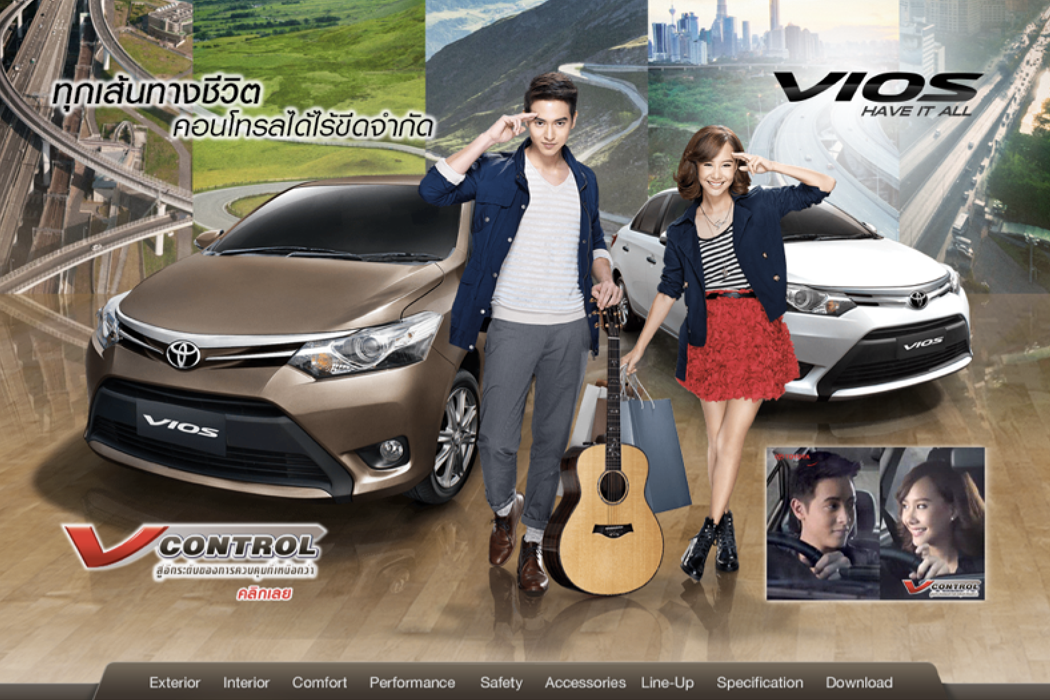 ทุกเส้นทางชีวิต
คอนโทรลได้ไร้ขีดจำกัด
VIOS
HAVE IT ALL
VIOS
VIOS
V CONTROL
สู่อีกระดับของการควบคุมที่เหนือกว่า
คลิกเลย
V CONTROL
Exterior Interior Comfort Performance Safety Accessories Line-Up Specification Download